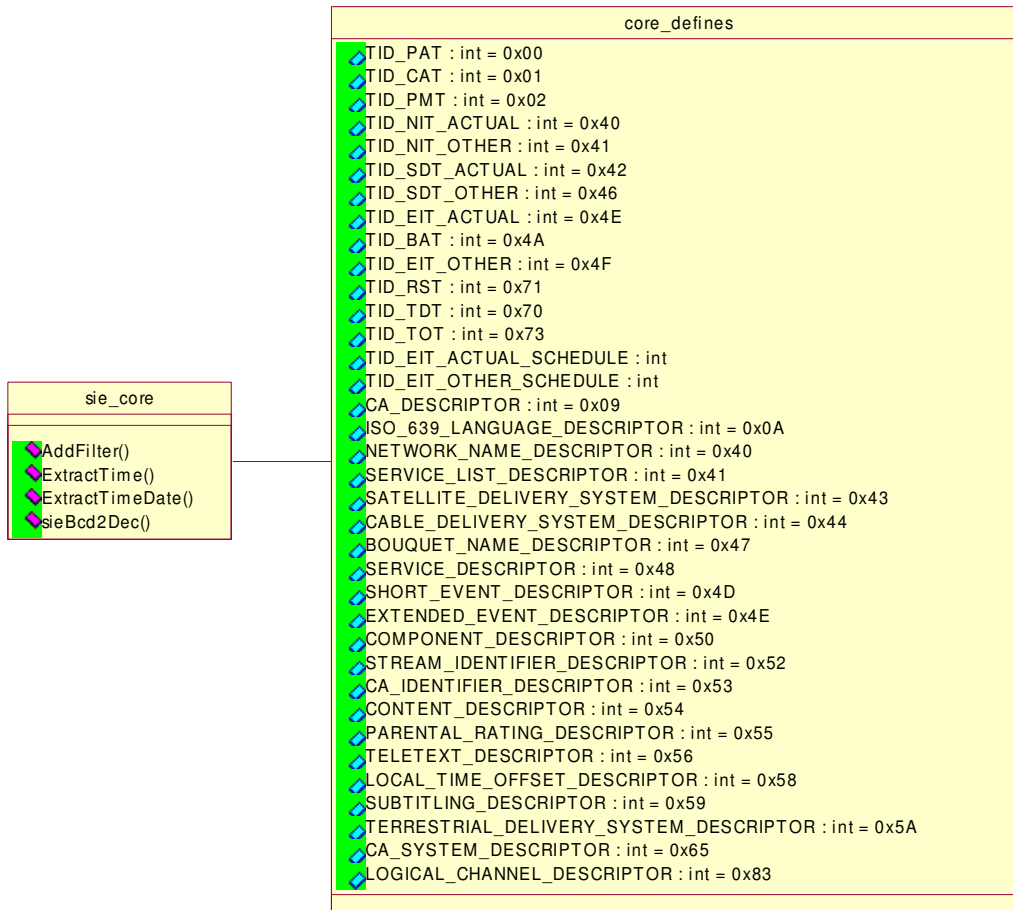 core_defines
TID_PAT : int = 0x00
TID_CAT : int = 0x01
TID_PMT : int = 0x02
TID_NIT_ACTUAL : int = 0x40
TID_NIT_OTHER : int = 0x41
TID_SDT_ACTUAL : int = 0x42
TID_SDT_OTHER : int = 0x46
TID_EIT_ACTUAL : int = 0x4E
TID_BAT : int = 0x4A
TID_EIT_OTHER : int = 0x4F
TID_RST : int = 0x71
TID_TDT : int = 0x70
TID_TOT : int = 0x73
TID_EIT_ACTUAL_SCHEDULE : int
TID_EIT_OTHER_SCHEDULE : int
CA_DESCRIPTOR : int = 0x09
ISO_639_LANGUAGE_DESCRIPTOR : int = 0x0A
NETWORK_NAME_DESCRIPTOR : int = 0x40
SERVICE_LIST_DESCRIPTOR : int = 0x41
SATELLITE_DELIVERY_SYSTEM_DESCRIPTOR : int = 0x43
CABLE_DELIVERY_SYSTEM_DESCRIPTOR : int = 0x44
BOUQUET_NAME_DESCRIPTOR : int = 0x47
SERVICE_DESCRIPTOR : int = 0x48
SHORT_EVENT_DESCRIPTOR : int = 0x4D
EXTENDED_EVENT_DESCRIPTOR : int = 0x4E
COMPONENT_DESCRIPTOR : int = 0x50
STREAM_IDENTIFIER_DESCRIPTOR : int = 0x52
CA_IDENTIFIER_DESCRIPTOR : int = 0x53
CONTENT_DESCRIPTOR : int = 0x54
PARENTAL_RATING_DESCRIPTOR : int = 0x55
TELETEXT_DESCRIPTOR : int = 0x56
LOCAL_TIME_OFFSET_DESCRIPTOR : int = 0x58
SUBTITLING_DESCRIPTOR : int = 0x59
TERRESTRIAL_DELIVERY_SYSTEM_DESCRIPTOR : int = 0x5A
CA_SYSTEM_DESCRIPTOR : int = 0x65
LOGICAL_CHANNEL_DESCRIPTOR : int = 0x83
sie_core
AddFilter()
ExtractTime()
ExtractTimeDate()
sieBcd2Dec()